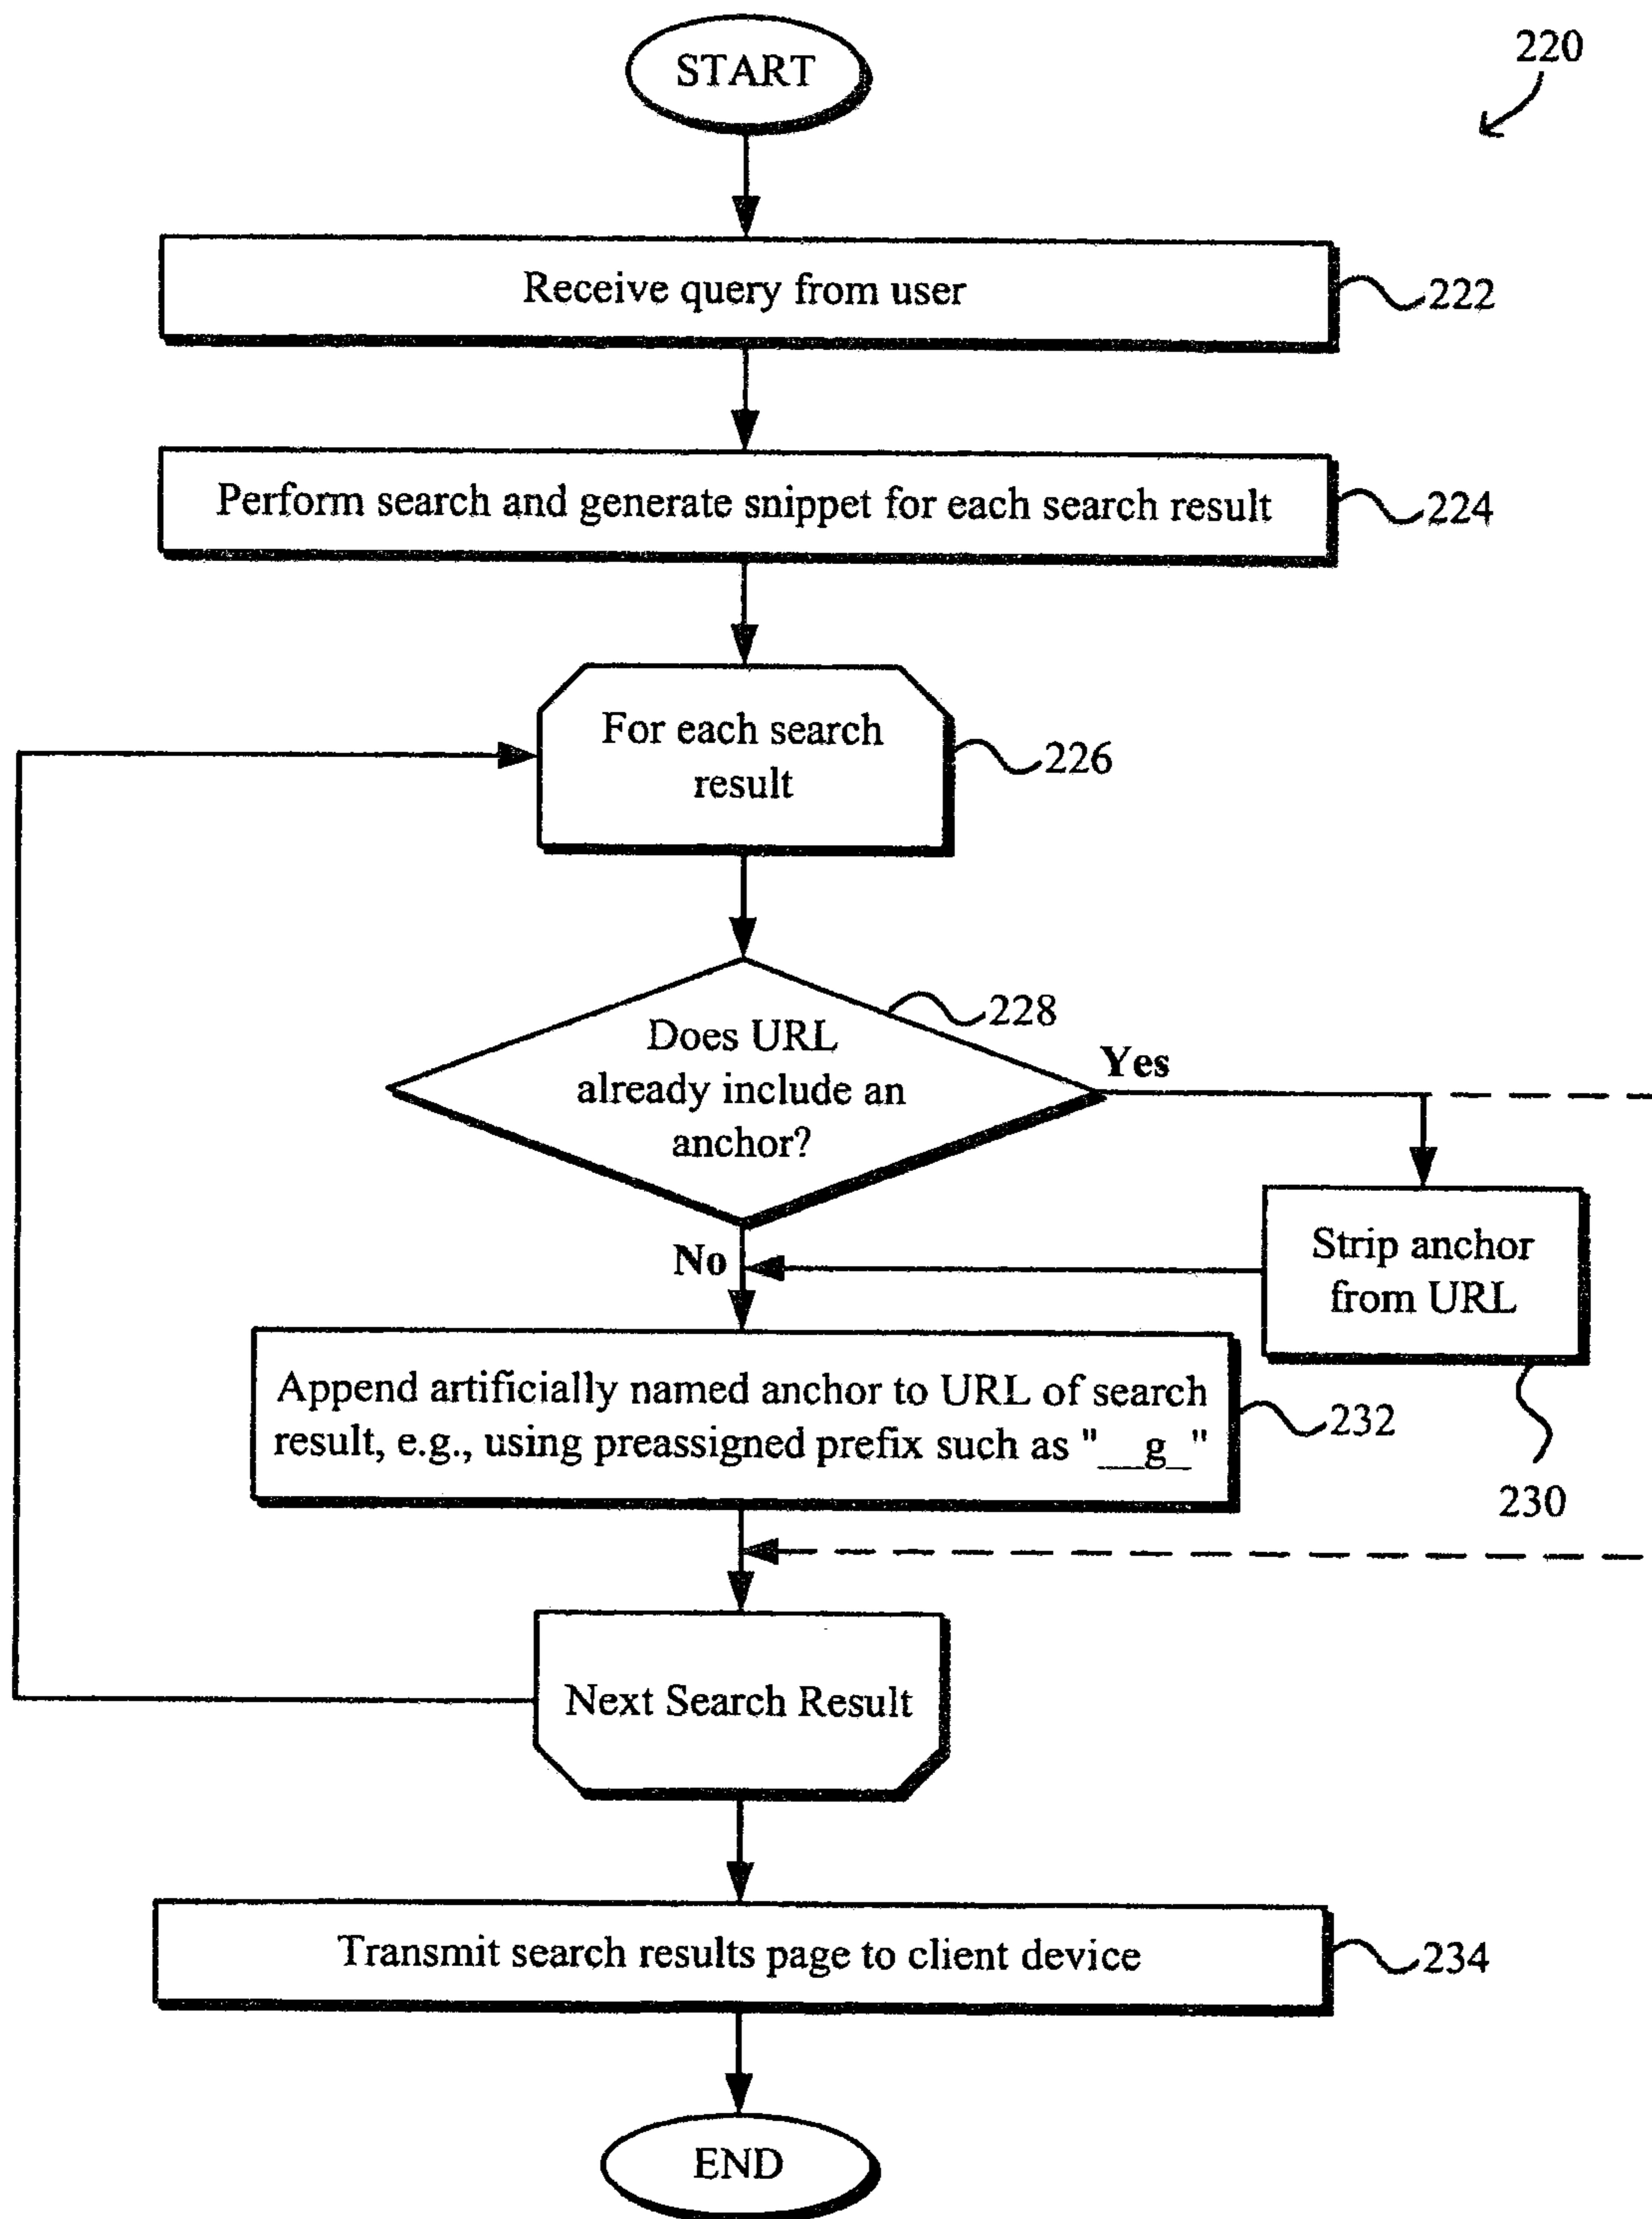 START
220
Receive query from user
222
Perform search and generate snippet for each search result
224
For each search
result
226
228
Does URL
already include an
anchor?
Yes
No
Strip anchor
from URL
230
Append artificially named anchor to URL of search
result, e.g., using preassigned prefix such as "__g_"
232
Next Search Result
Transmit search results page to client device
234
END